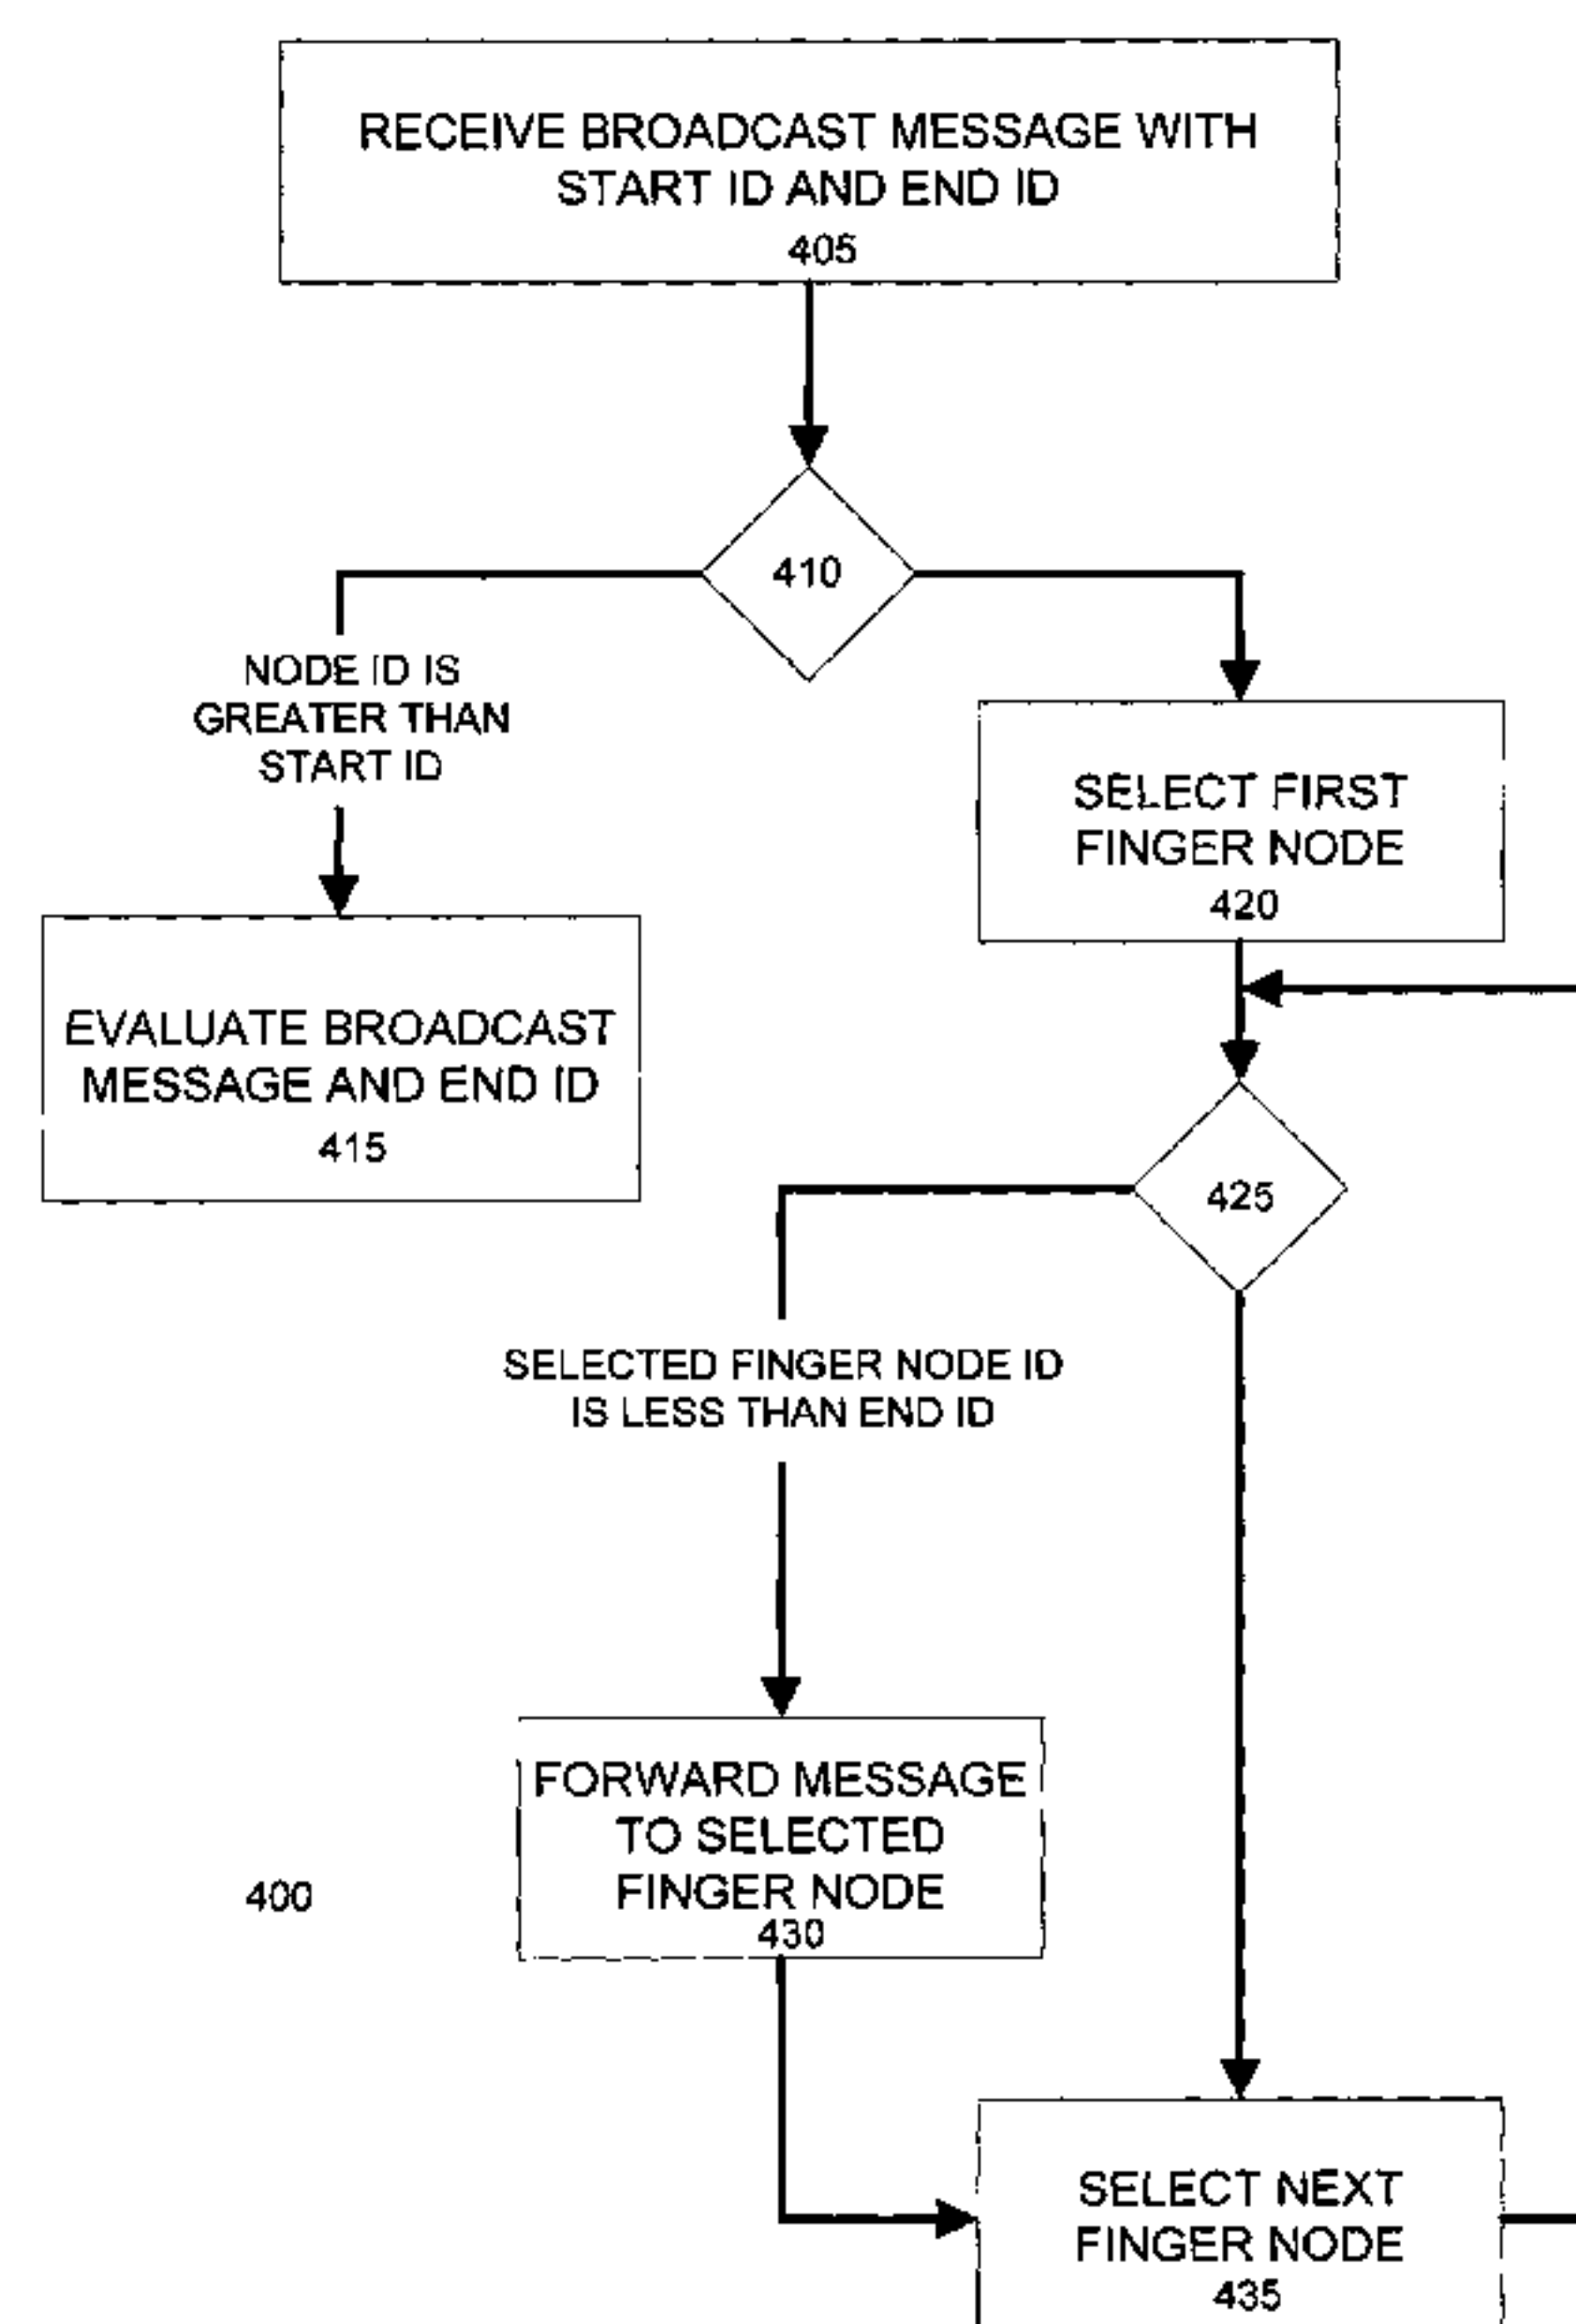 RECEIVE BROADCAST MESSAGE WITH
START ID AND END ID
405
410
NODE ID IS
GREATER THAN
START ID
SELECT FIRST
FINGER NODE
420
EVALUATE BROADCAST
MESSAGE AND END ID
415
425
SELECTED FINGER NODE ID
IS LESS THAN END ID
FORWARD MESSAGE
TO SELECTED
FINGER NODE
430
400
SELECT NEXT
FINGER NODE
435